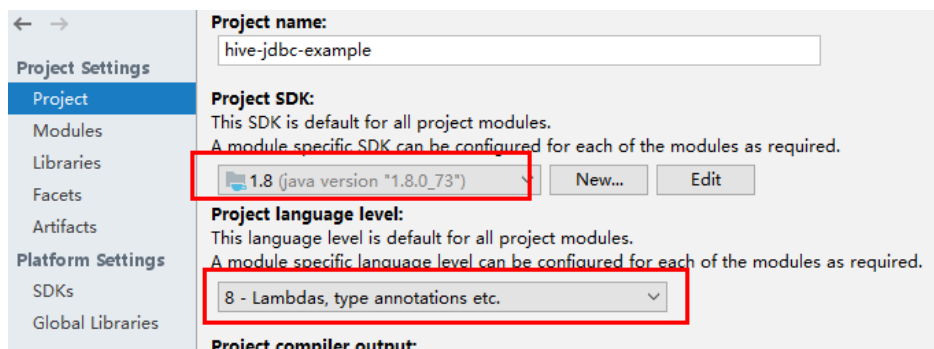 Project Settings
Project
Modules
Libraries
Facets
Artifacts
Platform Settings
SDKs
Global Libraries
Project name:
hive-jdbc-example
Project SDK:
This SDK is default for all project modules.
A module specific SDK can be configured for each of the modules as required.
1.8 (java version "1.8.0_73")
New...
Edit
Project language level:
This language level is default for all project modules.
A module specific language level can be configured for each of the modules as required.
8 - Lambdas, type annotations etc.
Project compiler output: